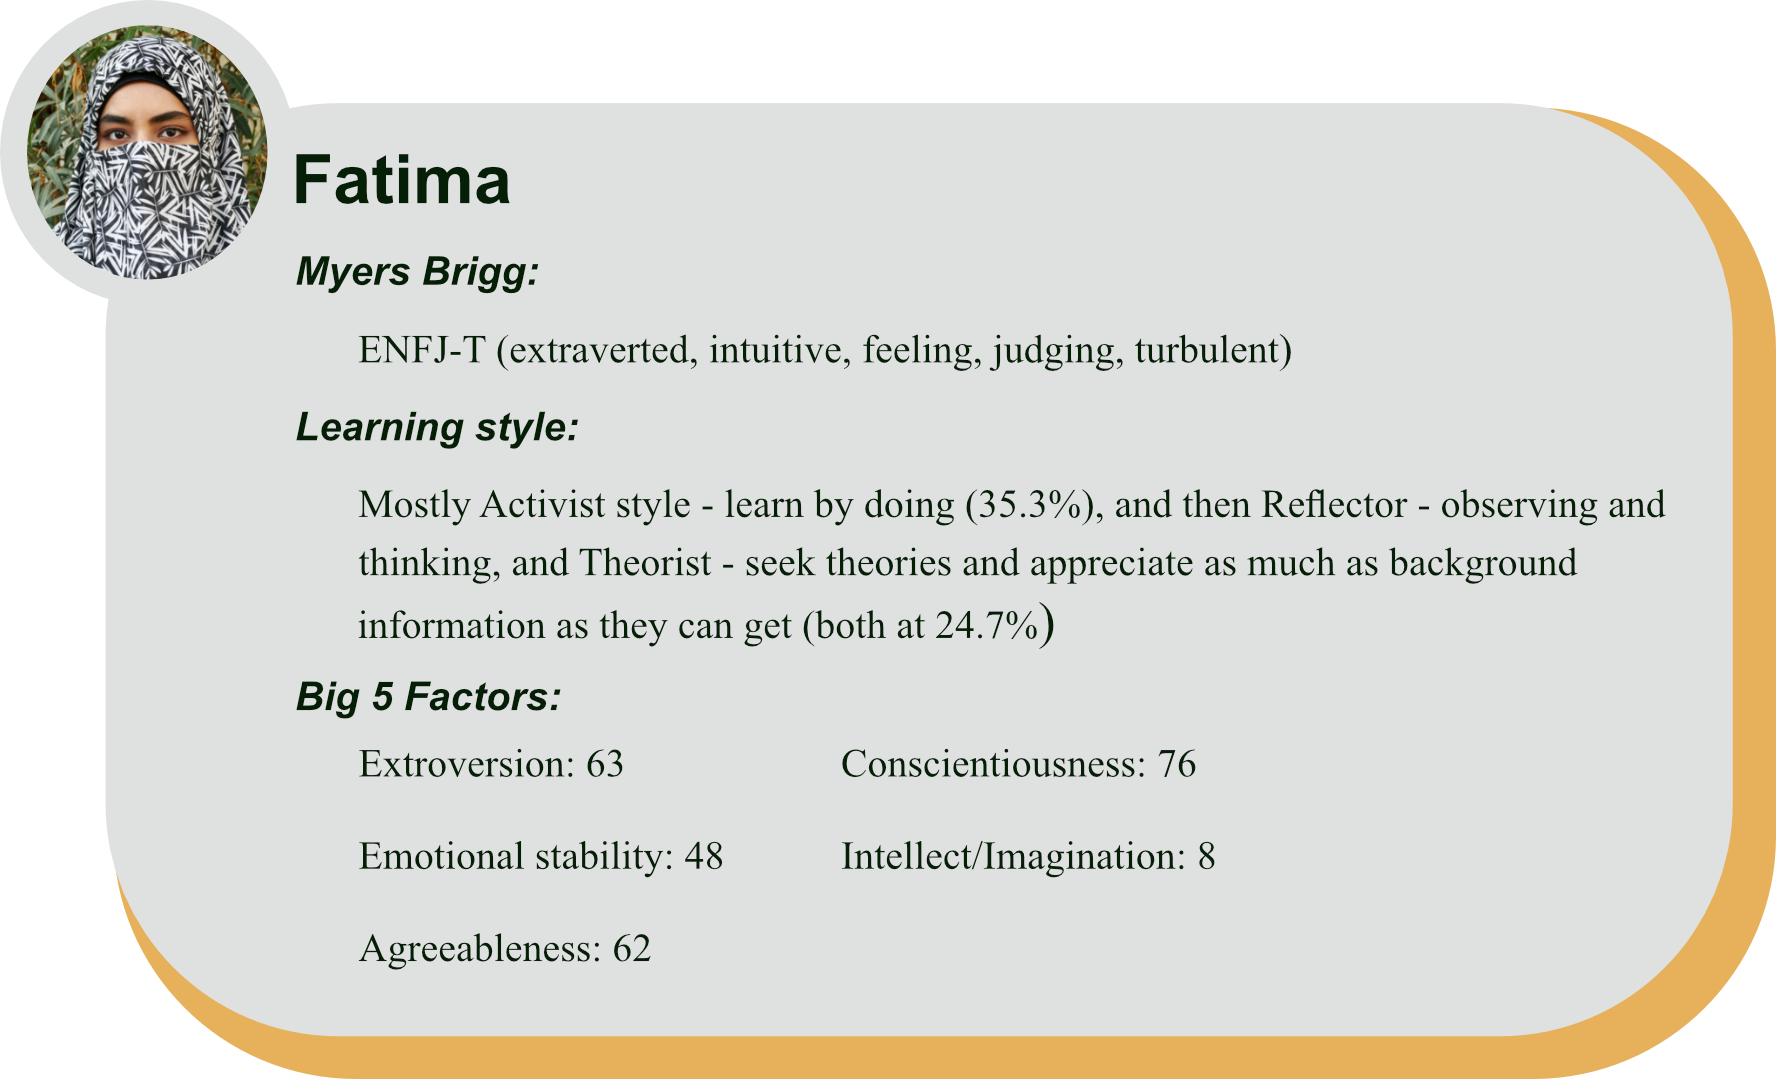 Fatima
Myers Brigg:
ENFJ-T (extraverted, intuitive, feeling, judging, turbulent)
Learning style:
Mostly Activist style - learn by doing (35.3%), and then Reflector - observing and
thinking, and Theorist - seek theories and appreciate as much as background
information as they can get (both at 24.7%)
Big 5 Factors:
Extroversion: 63
Conscientiousness: 76
Emotional stability: 48
Intellect/Imagination: 8
Agreeableness: 62